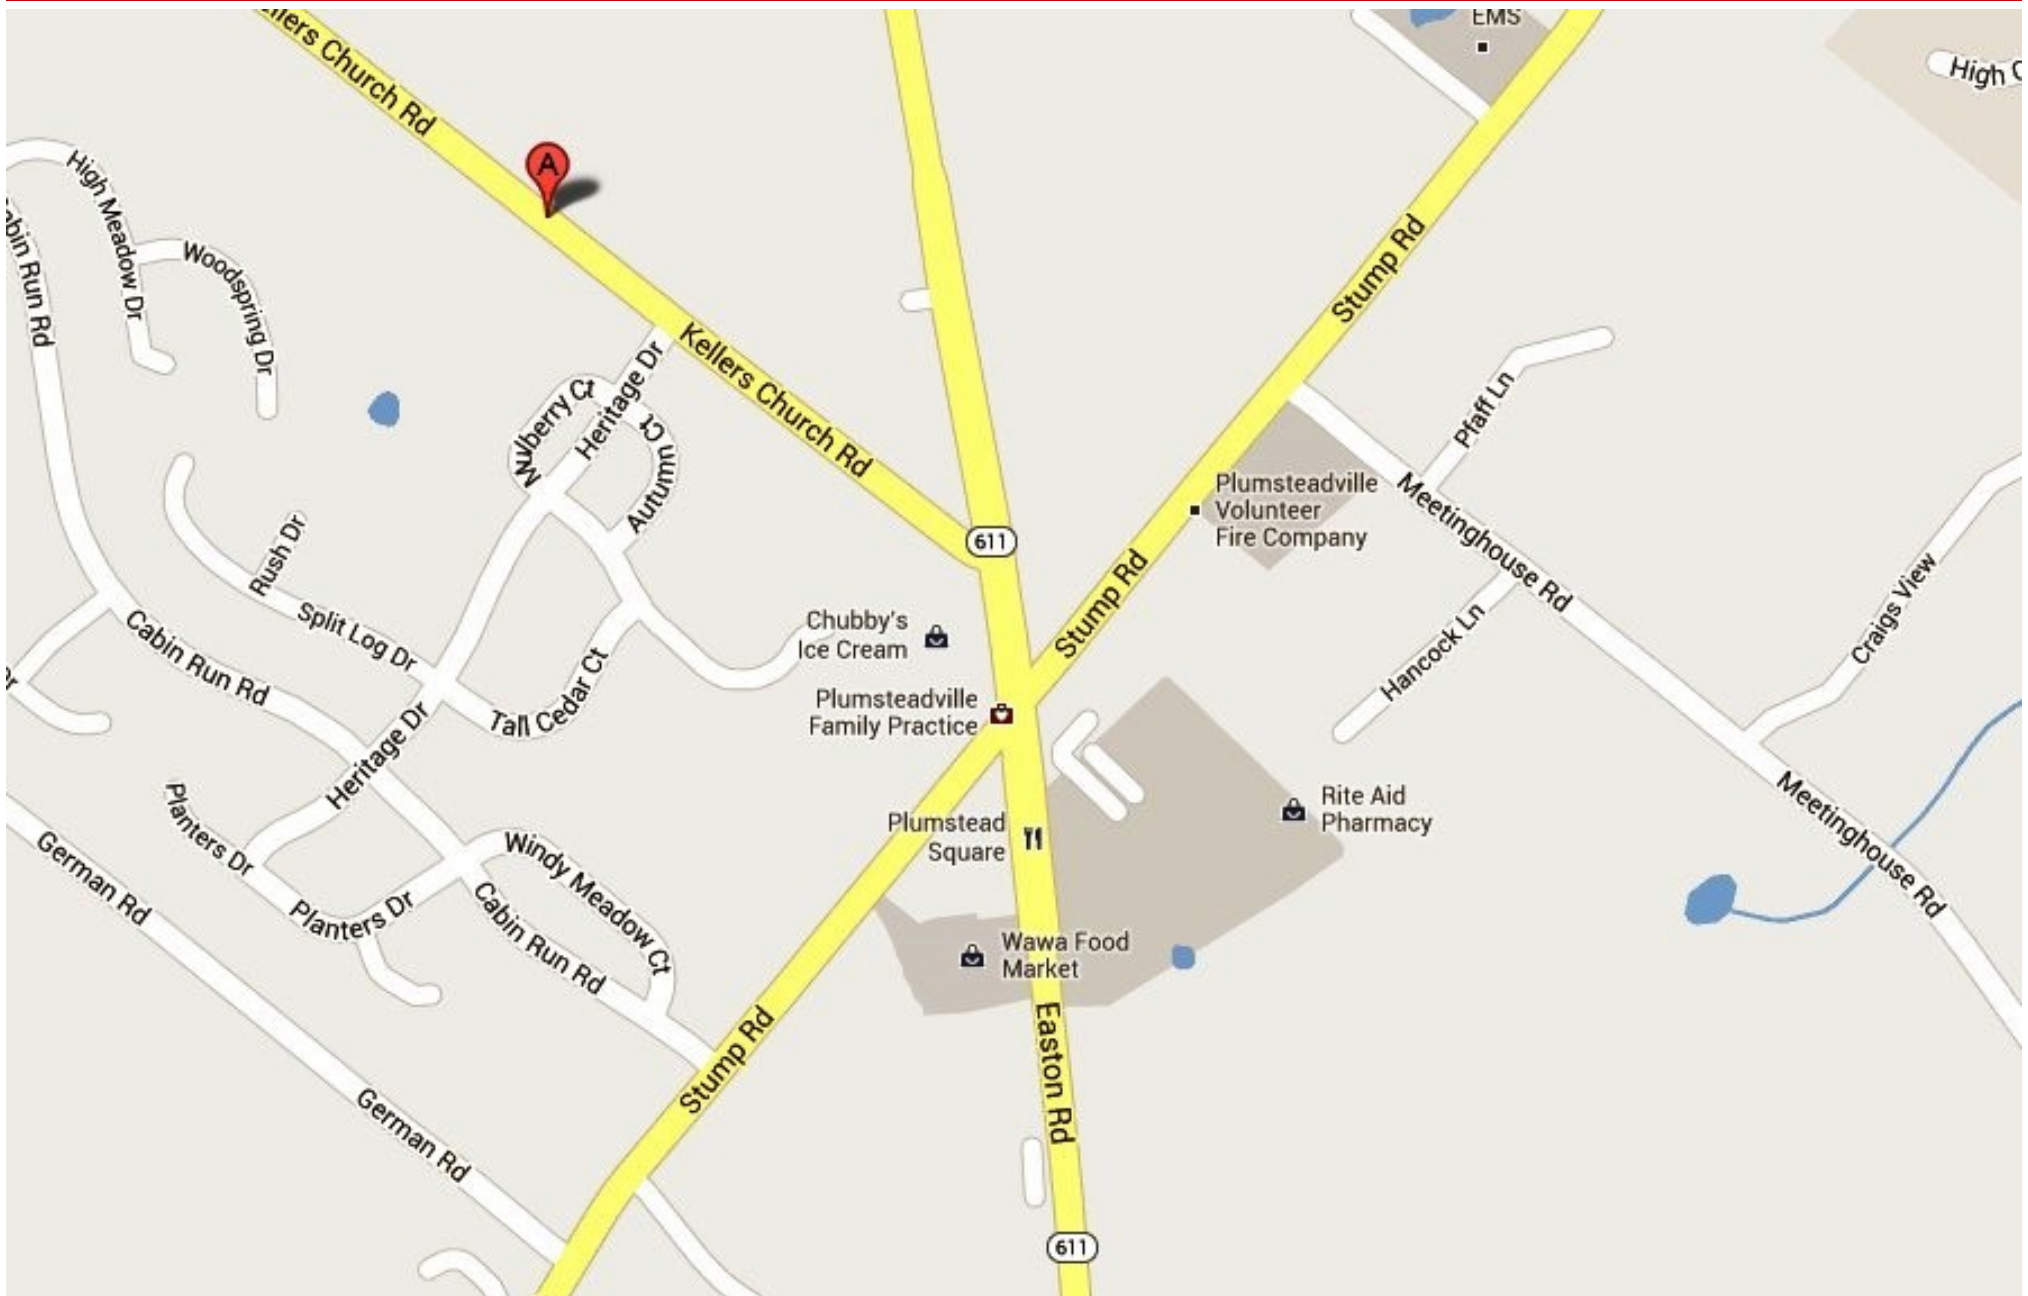 EMS
Kellers Church Rd
High
A
High Meadow Dr
Woodspring Dr
Cabin Run Rd
Stump Rd
Kellers Church Rd
Heritage Dr
Mulberry Ct
Autumn Ct
Pfaff Ln
Plumsteadville
Volunteer
Fire Company
Meetinghouse Rd
611
Rush Dr
Split Log Dr
Stump Rd
Craigs View
Chubby's
Ice Cream
Hancock Ln
Cabin Run Rd
Tall Cedar Ct
Plumsteadville
Family Practice
Dr
Heritage Dr
Planters Dr
Rite Aid
Pharmacy
Meetinghouse Rd
Plumstead
Square
German Rd
Windy Meadow Ct
Planters Dr
Cabin Run Rd
Wawa Food
Market
Stump Rd
Easton Rd
German Rd
611